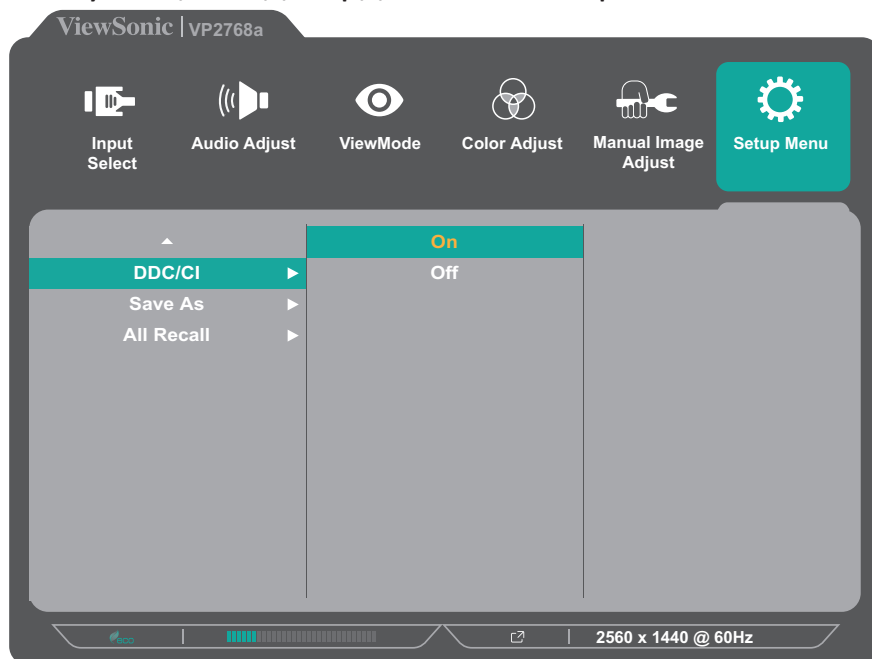 ViewSonic | VP2768a
Input Select
Audio Adjust
ViewMode
Color Adjust
Manual Image Adjust
Setup Menu
On
DDC/CI
Off
Save As
All Recall
eco
2560 x 1440 @ 60Hz